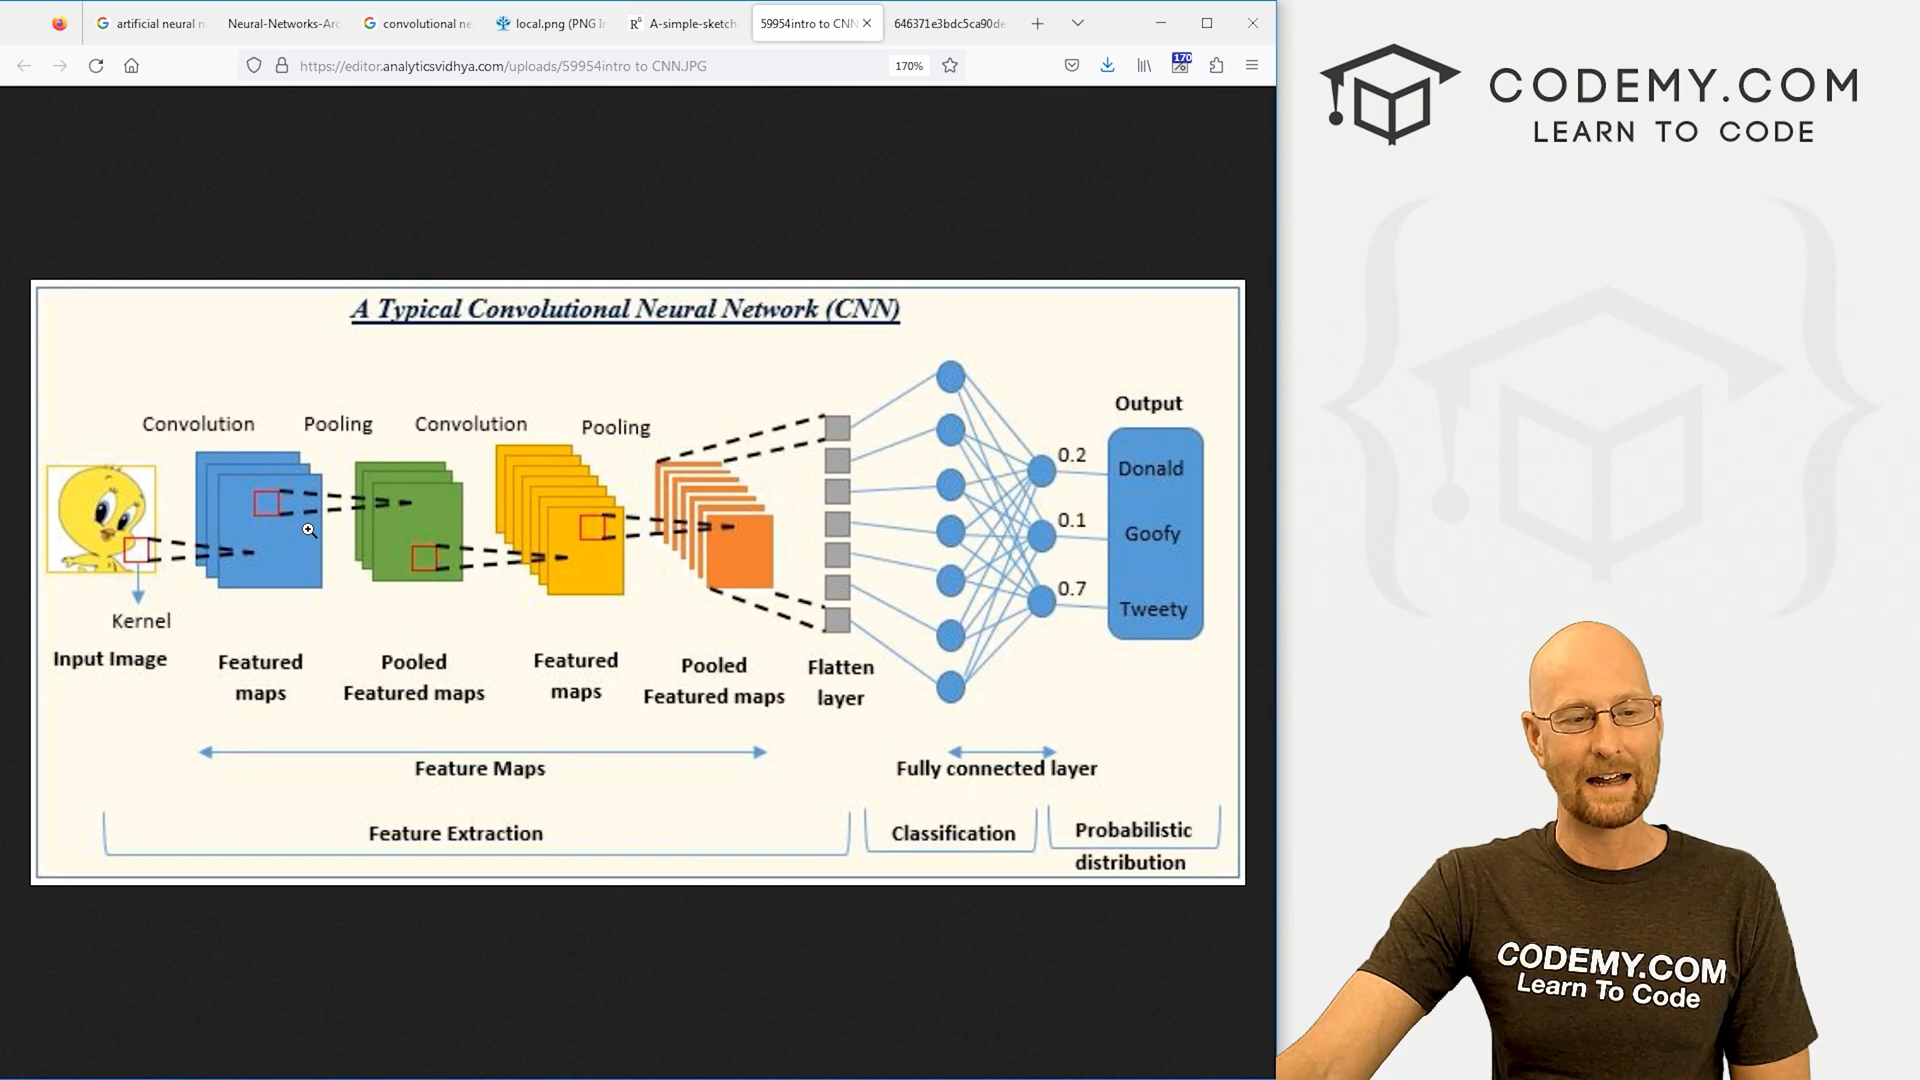 artificial neural n
Neural-Networks-Arc
convolutional ne
local.png (PNG Ir
A-simple-sketch-
59954intro to CNN
646371e3bdc5ca90de
https://editor.analyticsvidhya.com/uploads/59954intro to CNN.JPG
170%
170
CODEMY.COM
LEARN TO CODE
A Typical Convolutional Neural Network (CNN)
Convolution Pooling Convolution Pooling
Output
0.2 Donald
0.1 Goofy
0.7 Tweety
Kernel
Input Image
Featured maps
Pooled Featured maps
Featured maps
Pooled Featured maps
Flatten layer
Feature Maps
Fully connected layer
Feature Extraction
Classification
Probabilistic distribution
CODEMY.COM
Learn To Code